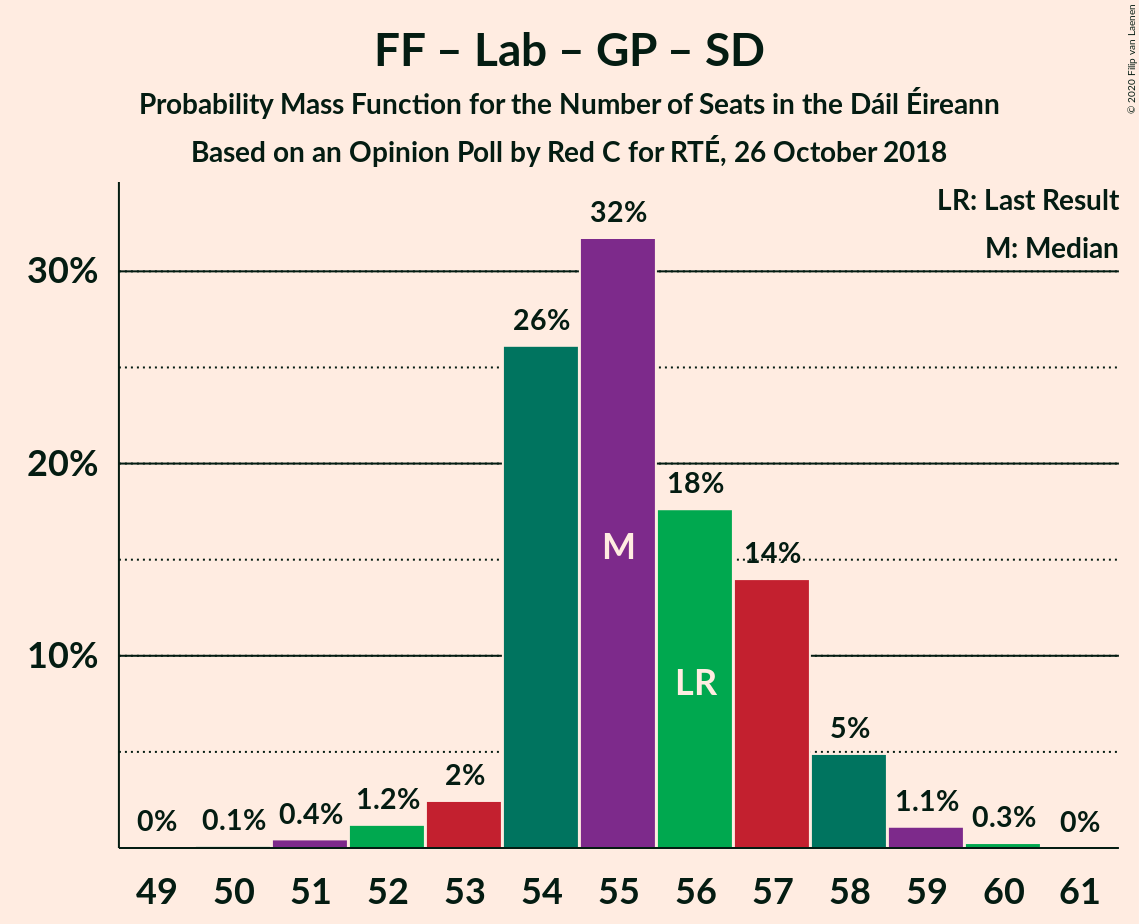 FF – Lab – GP – SD
Probability Mass Function for the Number of Seats in the Dáil Éireann
Based on an Opinion Poll by Red C for RTÉ, 26 October 2018
© 2020 Filip van Laenen
LR: Last Result
M: Median
30%
20%
10%
0%
0.1%
0.4%
1.2%
2%
26%
32%
18%
14%
5%
1.1%
0.3%
0%
M
LR
49 50 51 52 53 54 55 56 57 58 59 60 61